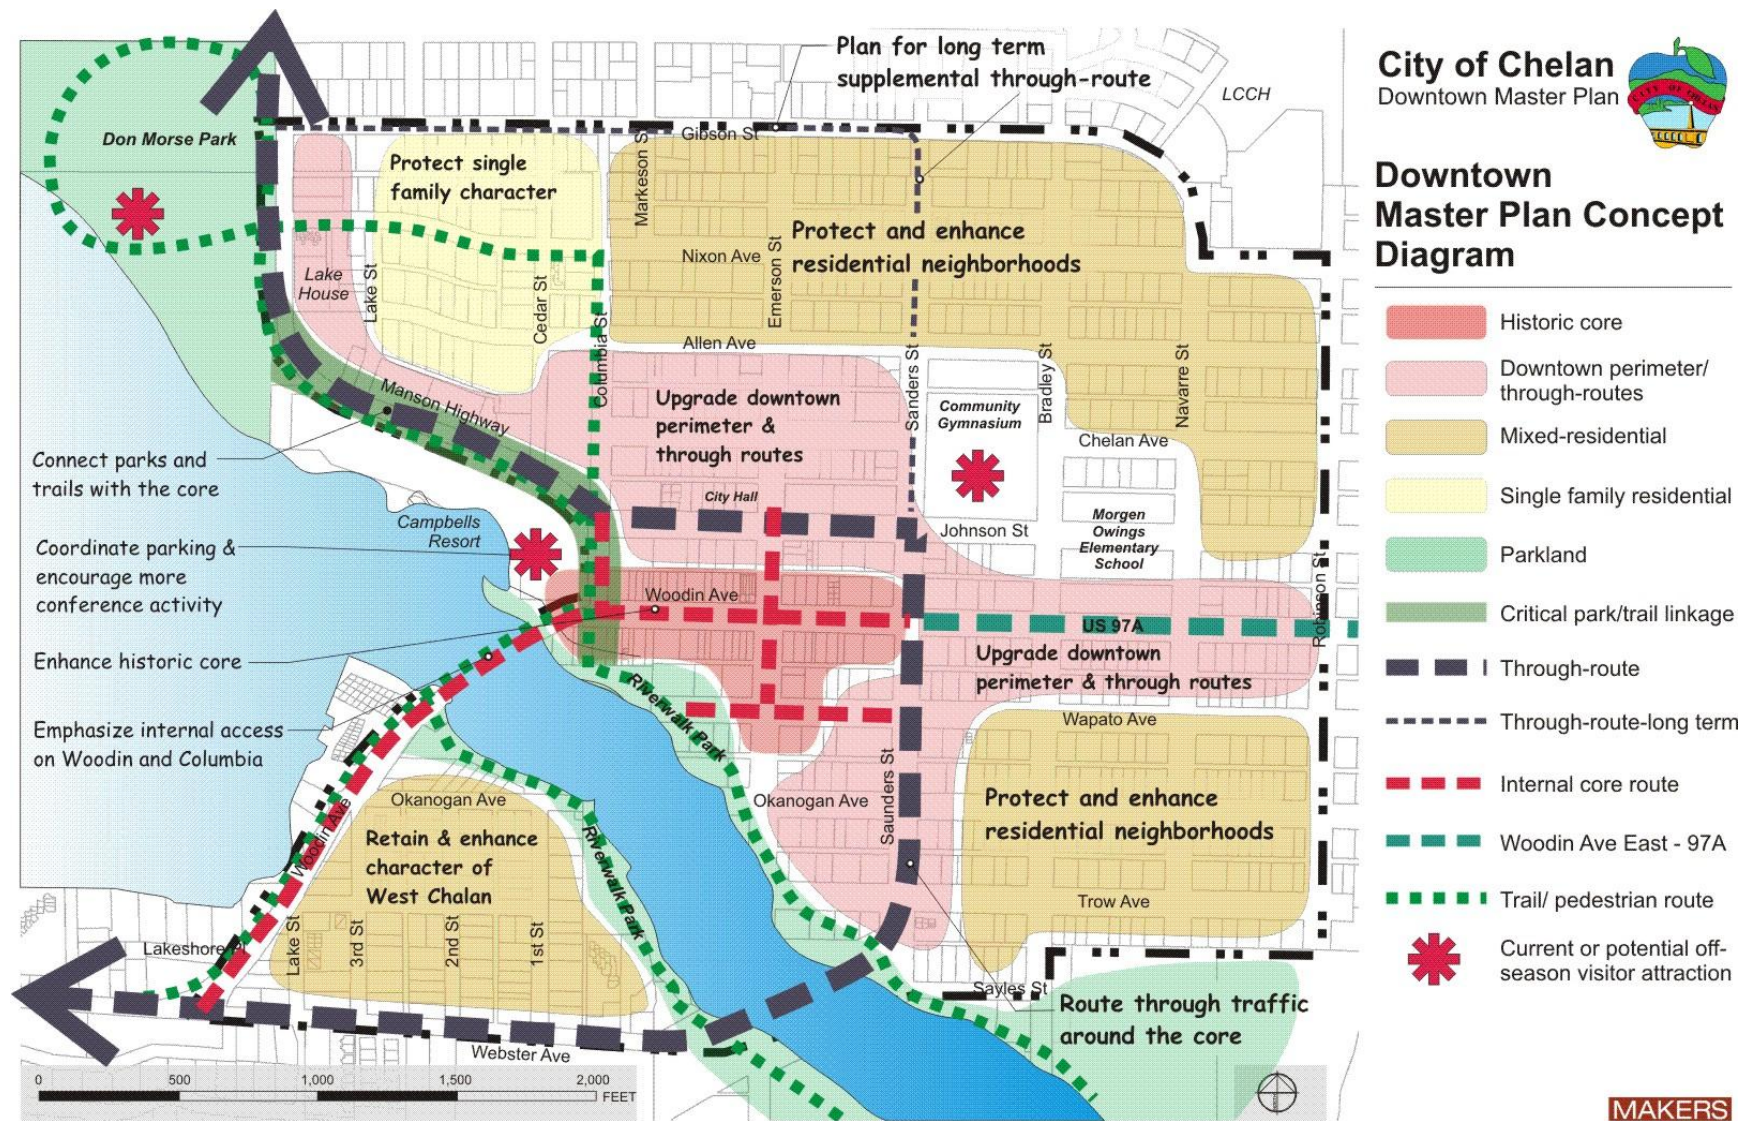 Plan for long term
supplemental through-route
LCCH
Don Morse Park
Gibson St
Protect single
family character
Markeson St
Protect and enhance
residential neighborhoods
Nixon Ave
Emerson St
Lake
House
Lake St
Cedar St
Columbia St
Allen Ave
Sanders St
Bradley St
Navarre St
Manson Highway
Upgrade downtown
perimeter &
through routes
Community
Gymnasium
Chelan Ave
Connect parks and
trails with the core
City Hall
Campbells
Resort
Johnson St
Morgen
Owings
Elementary
School
Coordinate parking &
encourage more
conference activity
Woodin Ave
Robinson St
US 97A
Enhance historic core
Upgrade downtown
perimeter & through routes
Riverwalk Park
Wapato Ave
Emphasize internal access
on Woodin and Columbia
Saunders St
Okanogan Ave
Okanogan Ave
Protect and enhance
residential neighborhoods
Woodin Ave
Retain & enhance
character of
West Chalan
Riverwalk Park
Trow Ave
Lake St
3rd St
2nd St
1st St
Sayles St
Route through traffic
around the core
Webster Ave
0 500 1,000 1,500 2,000
FEET
City of Chelan
Downtown Master Plan
CITY OF CHELAN
Downtown
Master Plan Concept
Diagram
Historic core
Downtown perimeter/
through-routes
Mixed-residential
Single family residential
Parkland
Critical park/trail linkage
Through-route
Through-route-long term
Internal core route
Woodin Ave East - 97A
Trail/ pedestrian route
Current or potential off-
season visitor attraction
MAKERS